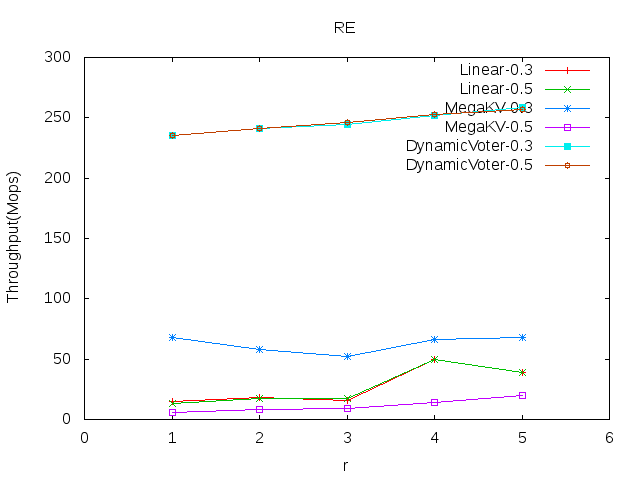 RE
300
250
200
150
100
50
0
Throughput(Mops)
Linear-0.3
Linear-0.5
MegaKV-0.3
MegaKV-0.5
DynamicVoter-0.3
DynamicVoter-0.5
0 1 2 3 4 5 6
r